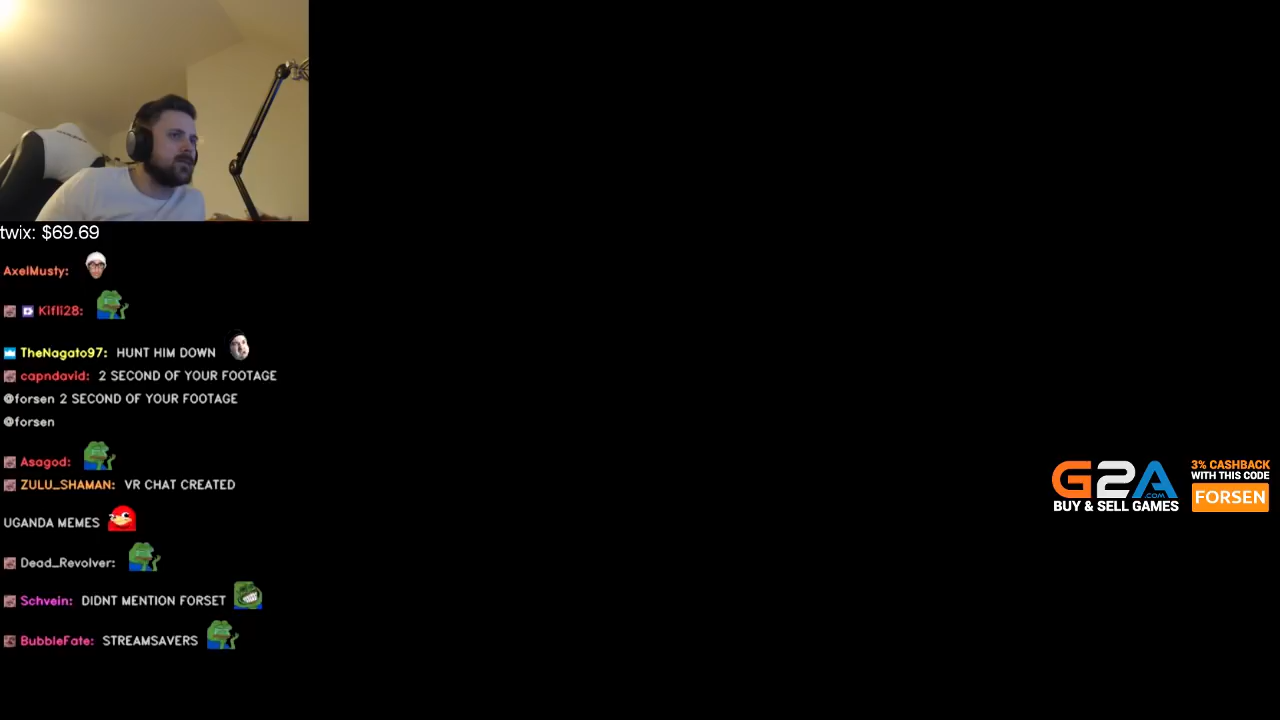 twix: $69.69
AxelMusty:
Kifli28:
TheNagato97: HUNT HIM DOWN
capndavid: 2 SECOND OF YOUR FOOTAGE
@forsen 2 SECOND OF YOUR FOOTAGE
@forsen
Asagod:
ZULU_SHAMAN: VR CHAT CREATED
UGANDA MEMES
Dead_Revolver:
Schvein: DIDNT MENTION FORSET
BubbleFate: STREAMSAVERS
G2A
.COM
BUY & SELL GAMES
3% CASHBACK
WITH THIS CODE
FORSEN